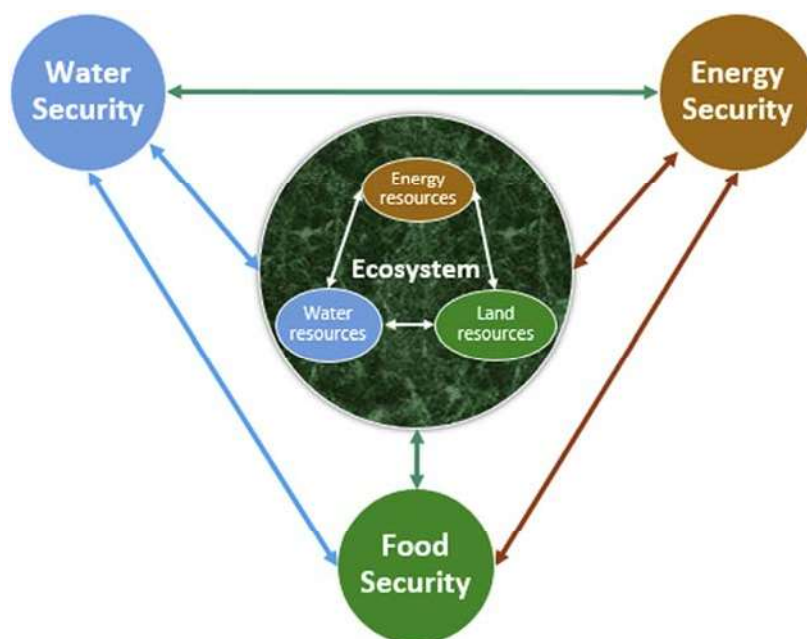 Water
Security
Energy
Security
Energy
resources
Ecosystem
Water
resources
Land
resources
Food
Security